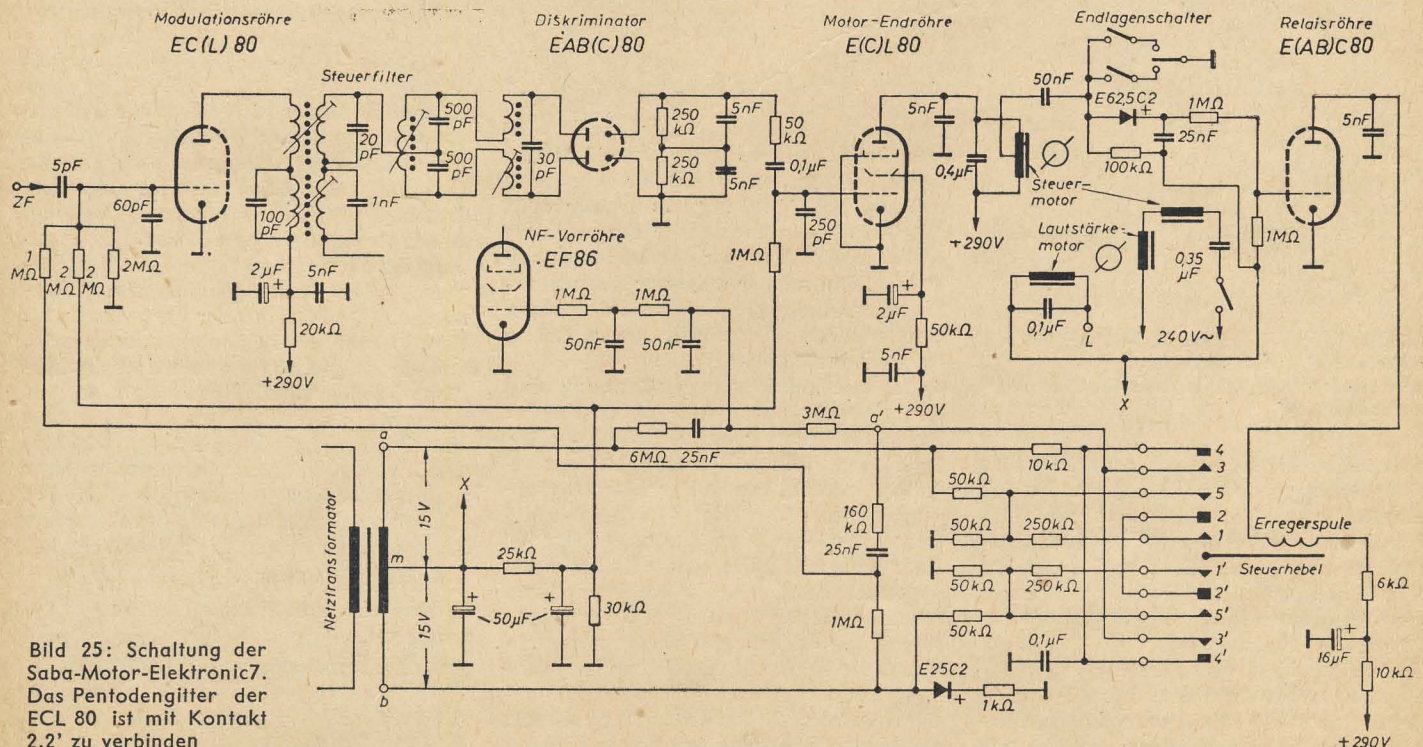 Modulationsröhre
EC(L) 80
Diskriminator
EAB(C)80
Motor-Endröhre
E(C)L 80
Endlagenschalter
Relaisröhre
E(AB)C80
Steuerfilter
5pF
ZF
60pF
1
MΩ
2
MΩ
2
MΩ
2MΩ
100
pF
20
pF
1nF
2µF
+
5nF
20kΩ
+290V
500
pF
500
pF
30
pF
250
kΩ
250
kΩ
5nF
5nF
50
kΩ
0,1µF
1MΩ
250
pF
NF-Vorröhre
EF86
1MΩ
1MΩ
50nF
50nF
5nF
0,4µF
+290V
2µF
+
50kΩ
5nF
+290V
50nF
E62,5C2
+
1MΩ
25nF
100kΩ
Steuer-
motor
Lautstärke-
motor
0,1µF
L
0,35
µF
240V~
X
1MΩ
5nF
6MΩ
25nF
3MΩ
a'
160
kΩ
25nF
1MΩ
Netztransformator
a
15V
m
15V
b
X
25kΩ
+
50µF
+
30kΩ
10kΩ
50kΩ
50kΩ
250kΩ
50kΩ
250kΩ
50kΩ
0,1µF
E25C2
+
1kΩ
4
3
5
2
1
1'
2'
5'
3'
4'
Erregerspule
Steuerhebel
6kΩ
+
16µF
10kΩ
+290V
Bild 25: Schaltung der
Saba-Motor-Elektronic7.
Das Pentodengitter der
ECL 80 ist mit Kontakt
2,2' zu verbinden